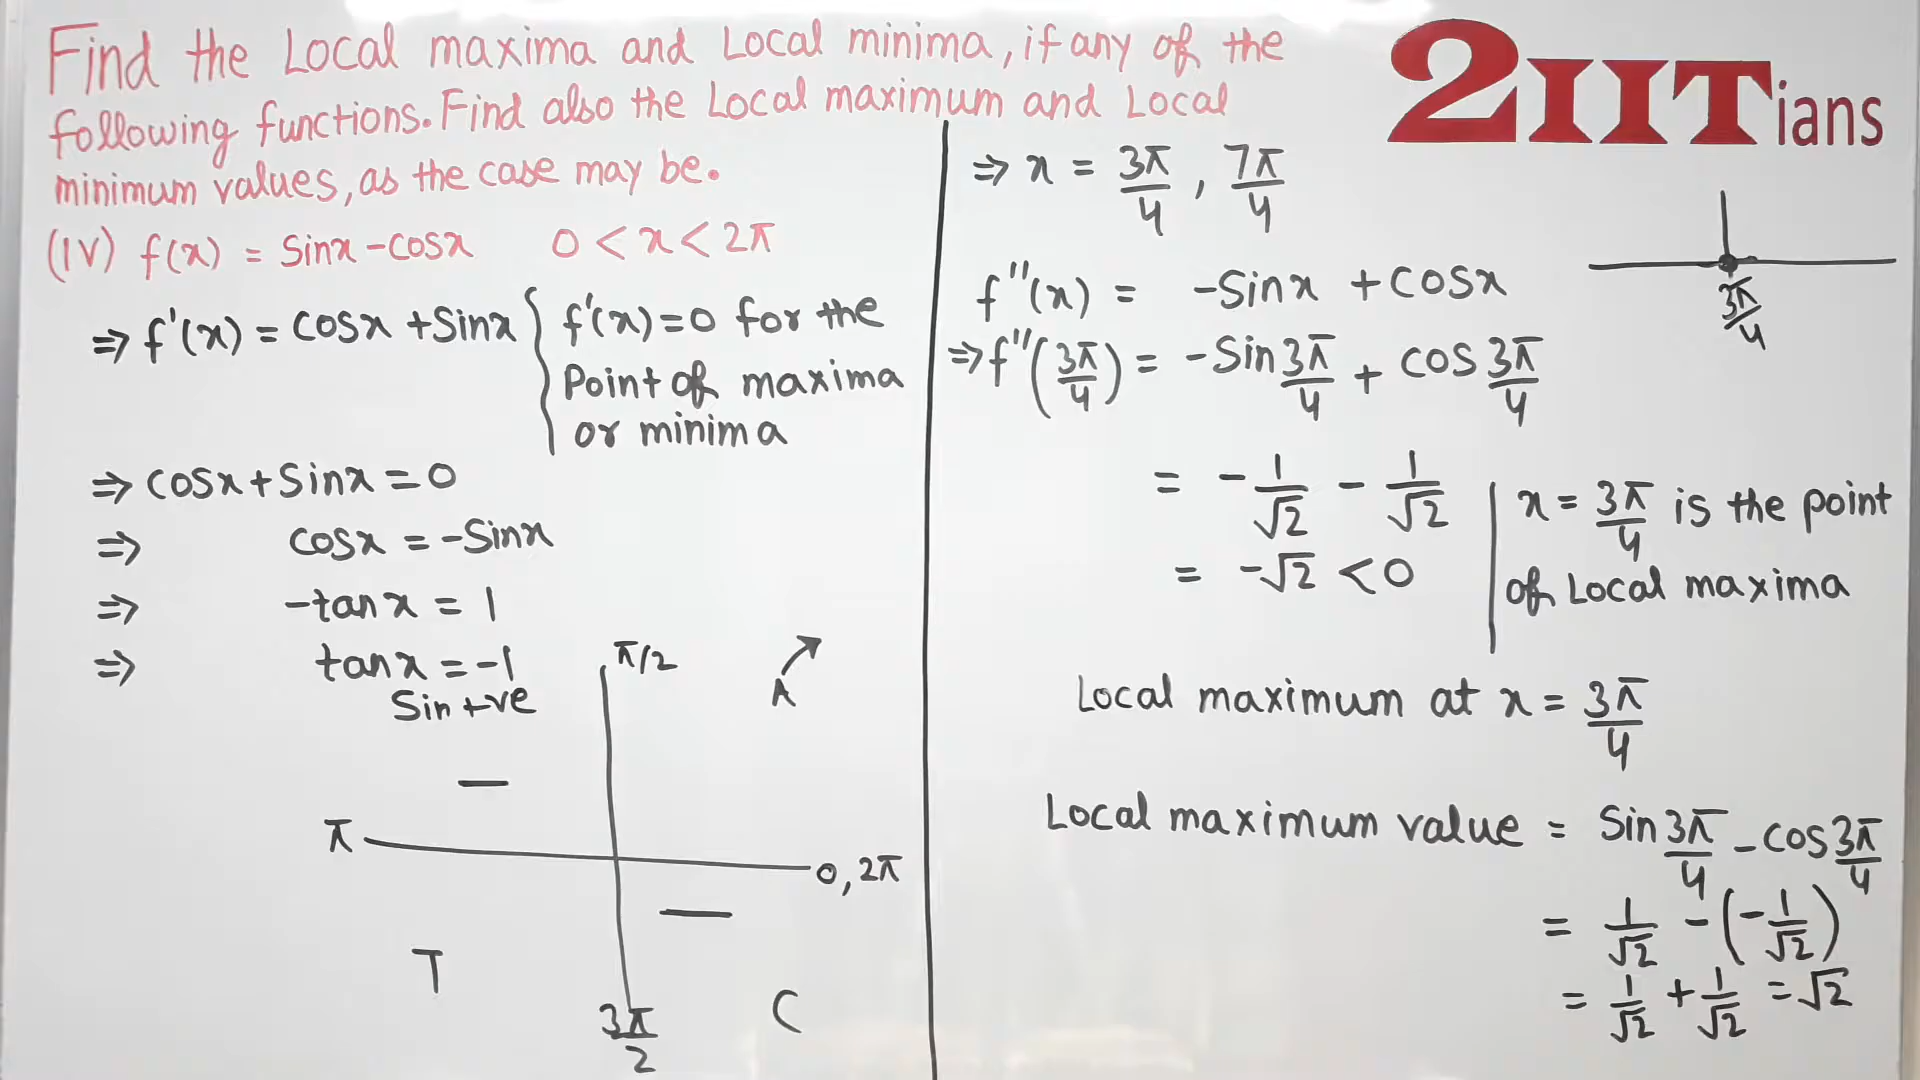 Find the Local maxima and Local minima, if any of the
following functions. Find also the Local maximum and Local
minimum values, as the case may be.
(IV) f(x) = Sinx - cosx 0 < x < 2π
⇒ f'(x) = cosx + Sinx
f'(x) = 0 for the
Point of maxima
or minima
⇒ cosx + Sinx = 0
⇒ cosx = -Sinx
⇒ -tanx = 1
⇒ tanx = -1
Sin +ve
π/2
A
π
0, 2π
T
C
3π/2
2IITians
⇒ x = 3π/4, 7π/4
3π/4
f''(x) = -Sinx + cosx
⇒ f''(3π/4) = -Sin 3π/4 + cos 3π/4
= -1/√2 - 1/√2
= -√2 < 0
x = 3π/4 is the point
of Local maxima
Local maximum at x = 3π/4
Local maximum value = Sin 3π/4 - cos 3π/4
= 1/√2 - (-1/√2)
= 1/√2 + 1/√2 = √2